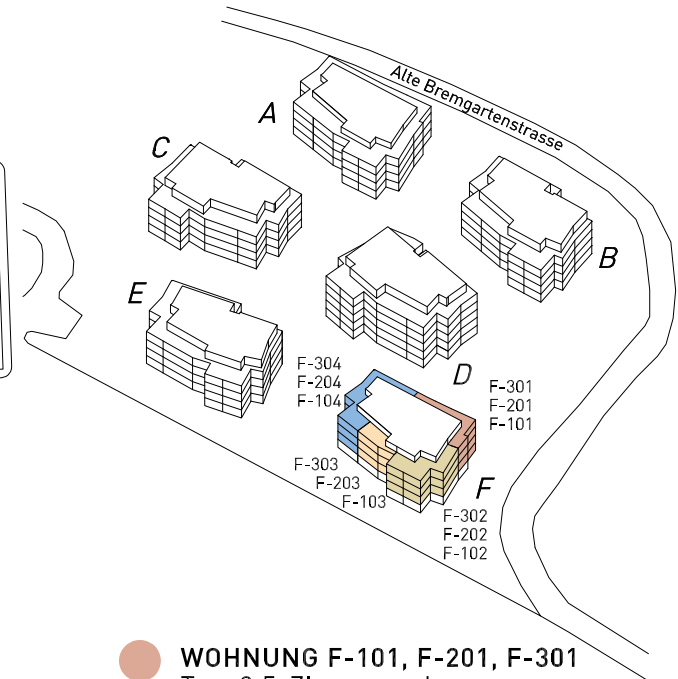 Alte Bremgartenstrasse
A
C
B
E
D
F-304
F-204
F-104
F-301
F-201
F-101
F-303
F-203
F-103
F
F-302
F-202
F-102
WOHNUNG F-101, F-201, F-301